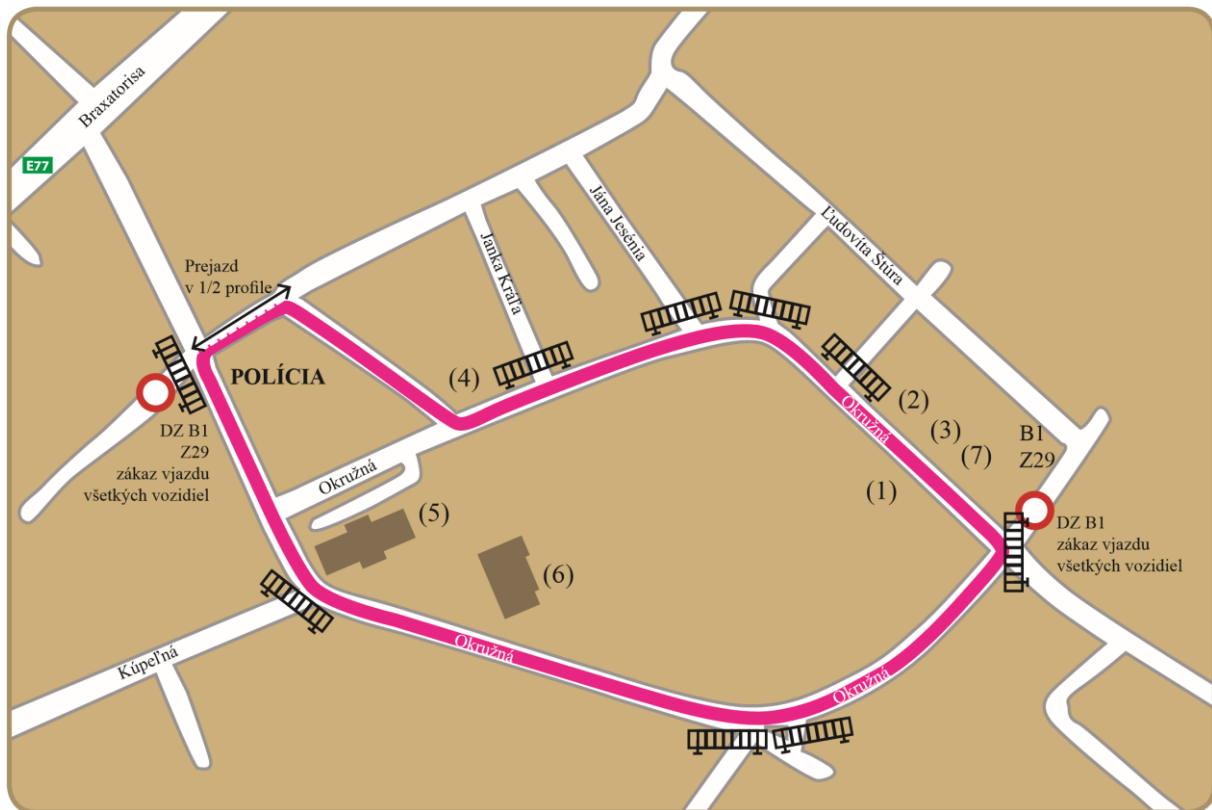 Braxatorisa
E77
Ľudovíta Štúra
Jána Jesénia
Janka Kráľa
Prejazd
v 1/2 profile
POLÍCIA
(4)
(2)
(3)
(7)
(1)
Okružná
B1
Z29
DZ B1
Z29
zákaz vjazdu
všetkých vozidiel
Okružná
(5)
(6)
DZ B1
zákaz vjazdu
všetkých vozidiel
Kúpeľná
Okružná
Okružná